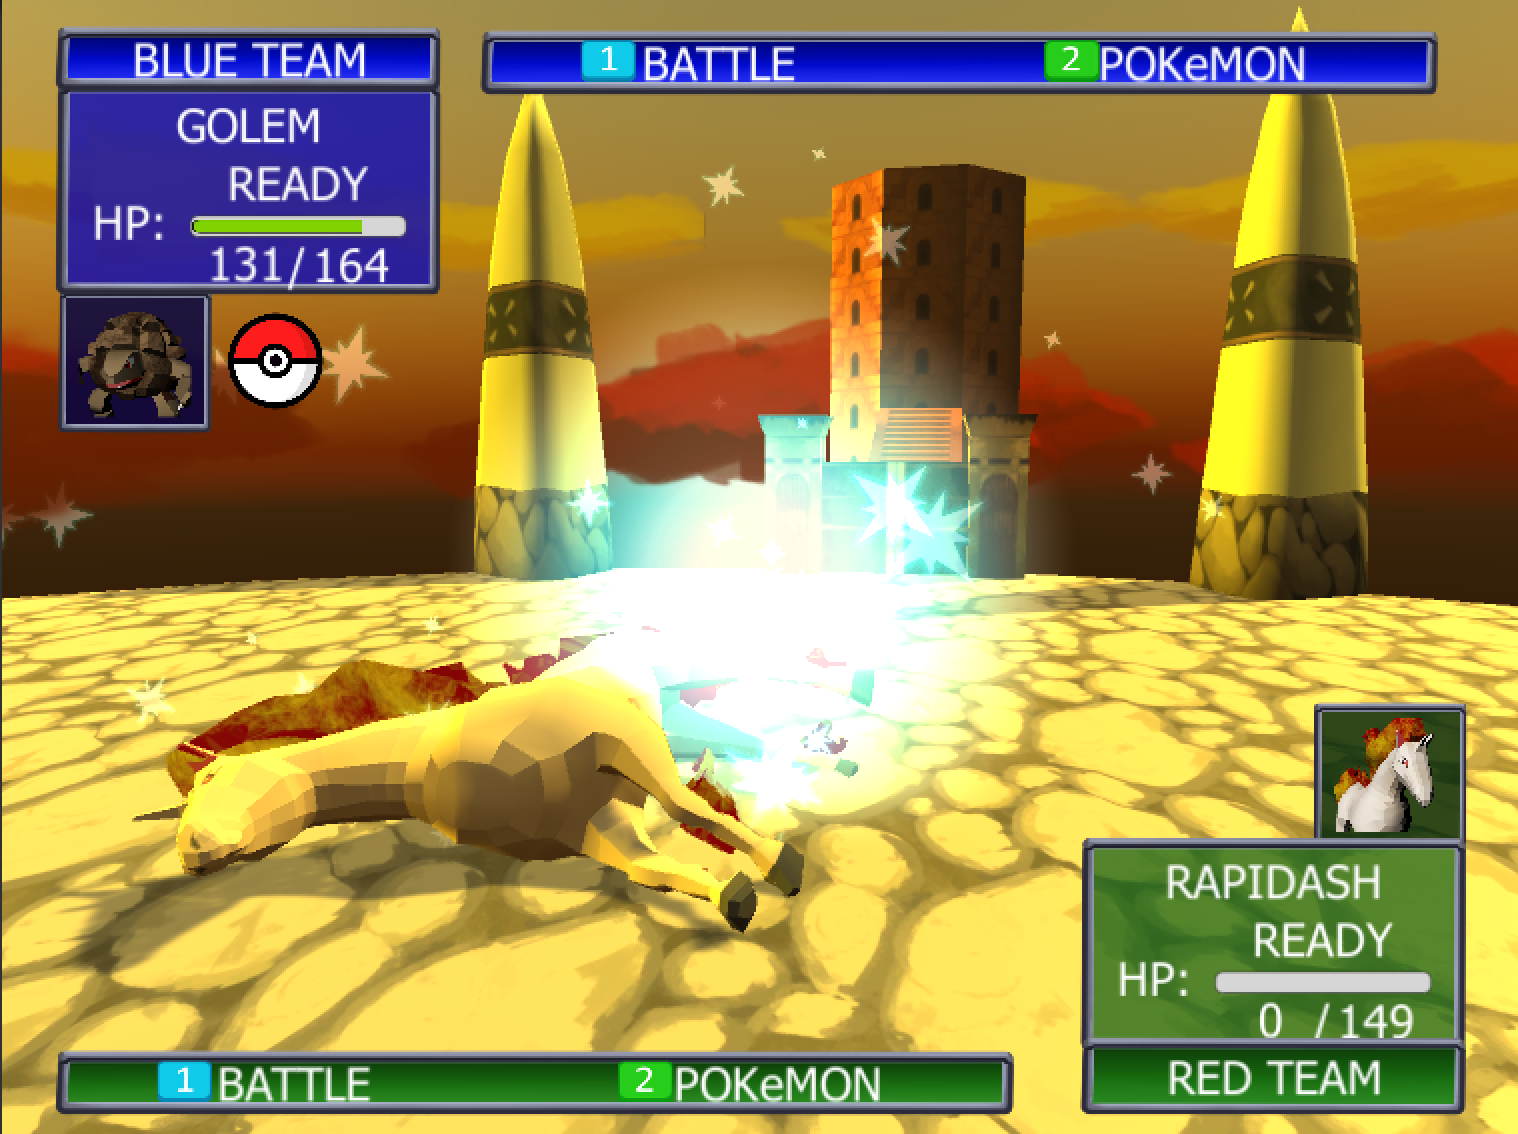 BLUE TEAM
1 BATTLE 2 POKeMON
GOLEM
READY
HP:
131/164
RAPIDASH
READY
HP:
0 /149
1 BATTLE 2 POKeMON
RED TEAM